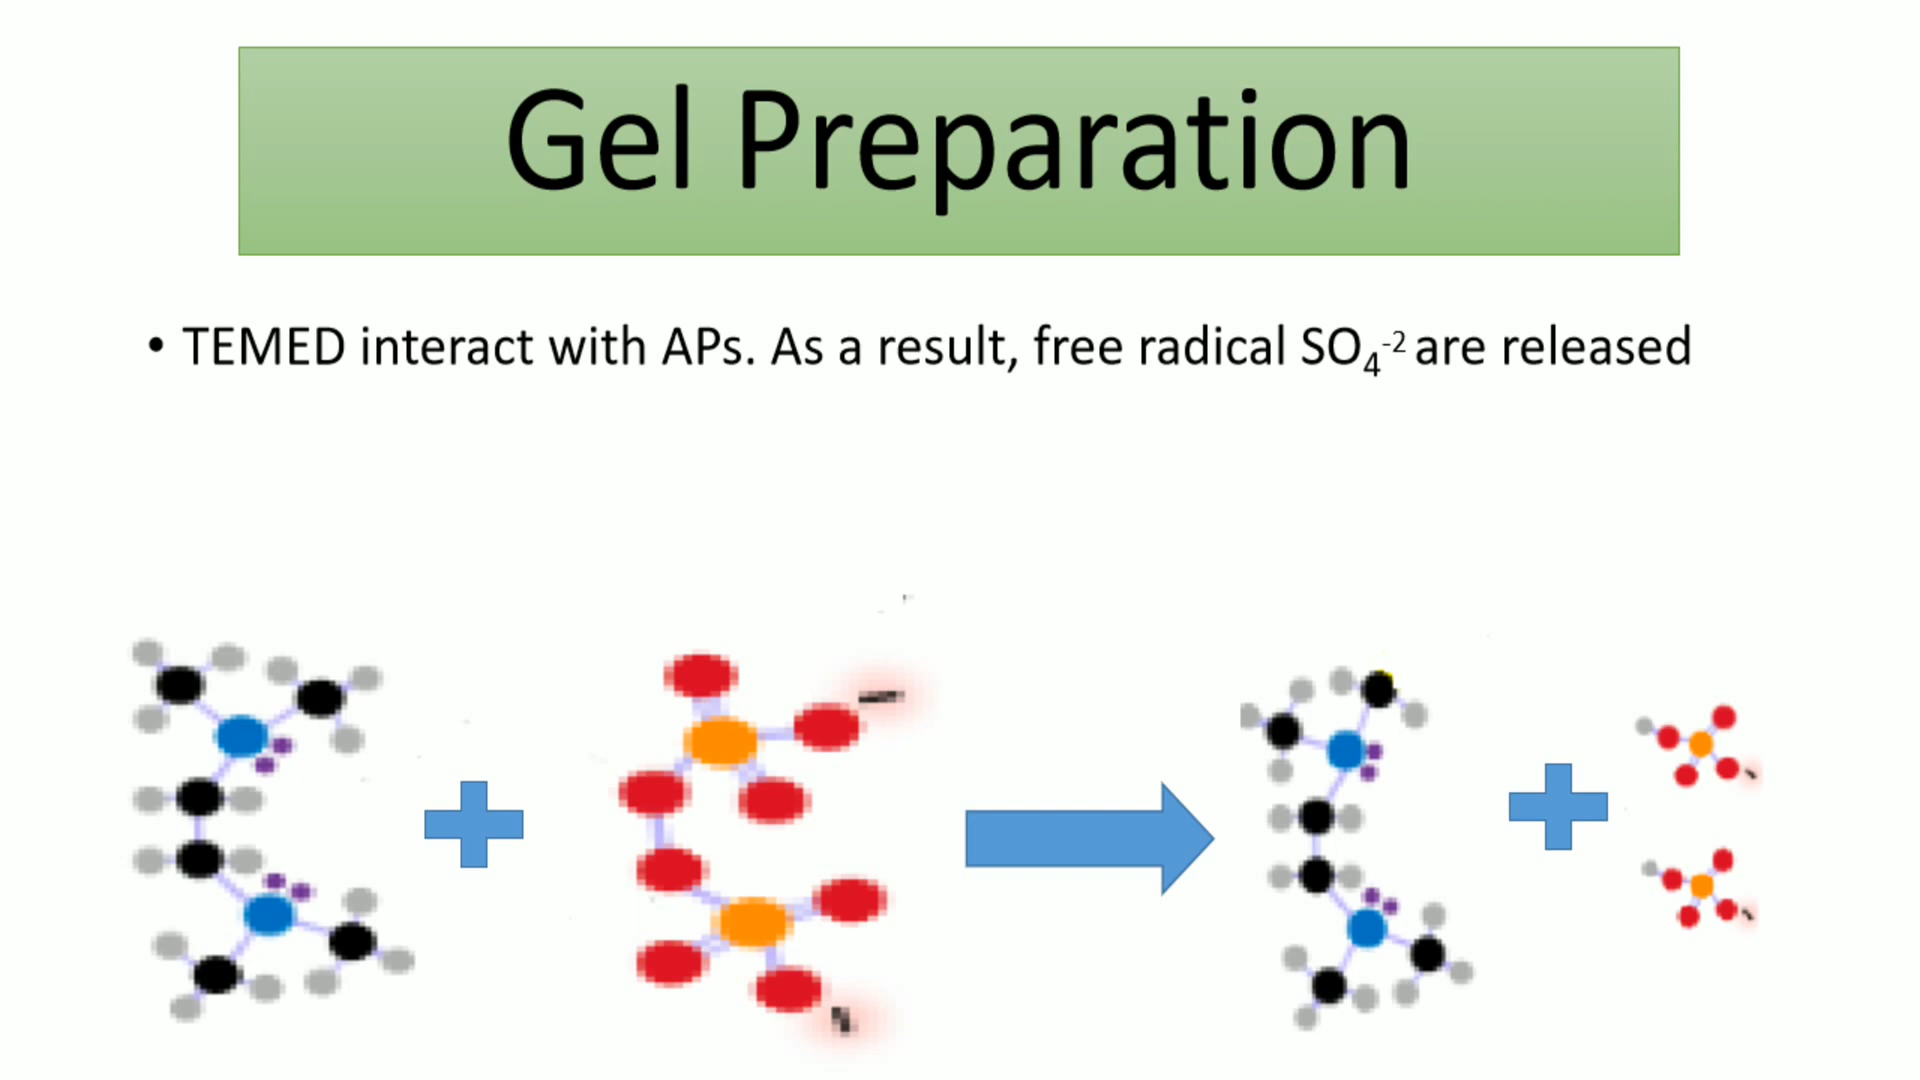 Gel Preparation
• TEMED interact with APs. As a result, free radical SO₄⁻² are released